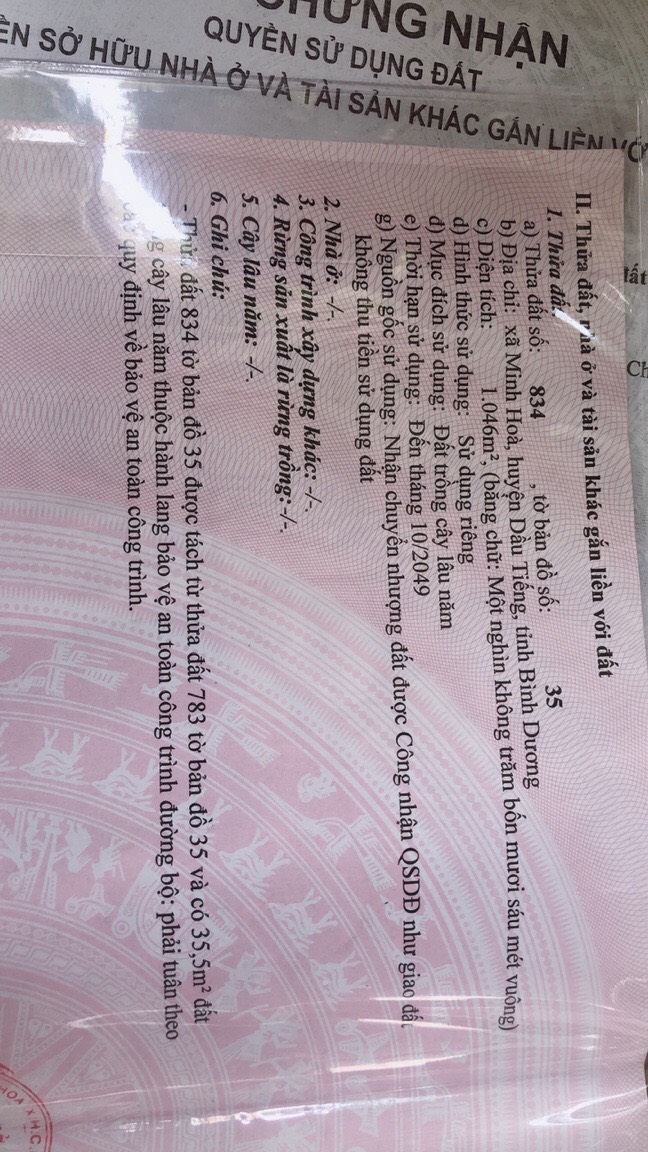 CHỨNG NHẬN
QUYỀN SỬ DỤNG ĐẤT
SỞ HỮU NHÀ Ở VÀ TÀI SẢN KHÁC GẮN LIỀN
II. Thửa đất, nhà ở và tài sản khác gắn liền với đất
1. Thửa đất:
a) Thửa đất số: 834 , tờ bản đồ số: 35
b) Địa chỉ: xã Minh Hoà, huyện Dầu Tiếng, tỉnh Bình Dương
c) Diện tích: 1.046m², (bằng chữ: Một nghìn không trăm bốn mươi sáu mét vuông)
d) Hình thức sử dụng: Sử dụng riêng
đ) Mục đích sử dụng: Đất trồng cây lâu năm
e) Thời hạn sử dụng: Đến tháng 10/2049
g) Nguồn gốc sử dụng: Nhận chuyển nhượng đất được Công nhận QSDĐ như giao đất
không thu tiền sử dụng đất
2. Nhà ở: -/-.
3. Công trình xây dựng khác: -/-.
4. Rừng sản xuất là rừng trồng: -/-.
5. Cây lâu năm: -/-.
6. Ghi chú:
- Thửa đất 834 tờ bản đồ 35 được tách từ thửa đất 783 tờ bản đồ 35 và có 35,5m² đất
cây lâu năm thuộc hành lang bảo vệ an toàn công trình đường bộ: phải tuân theo
quy định về bảo vệ an toàn công trình.